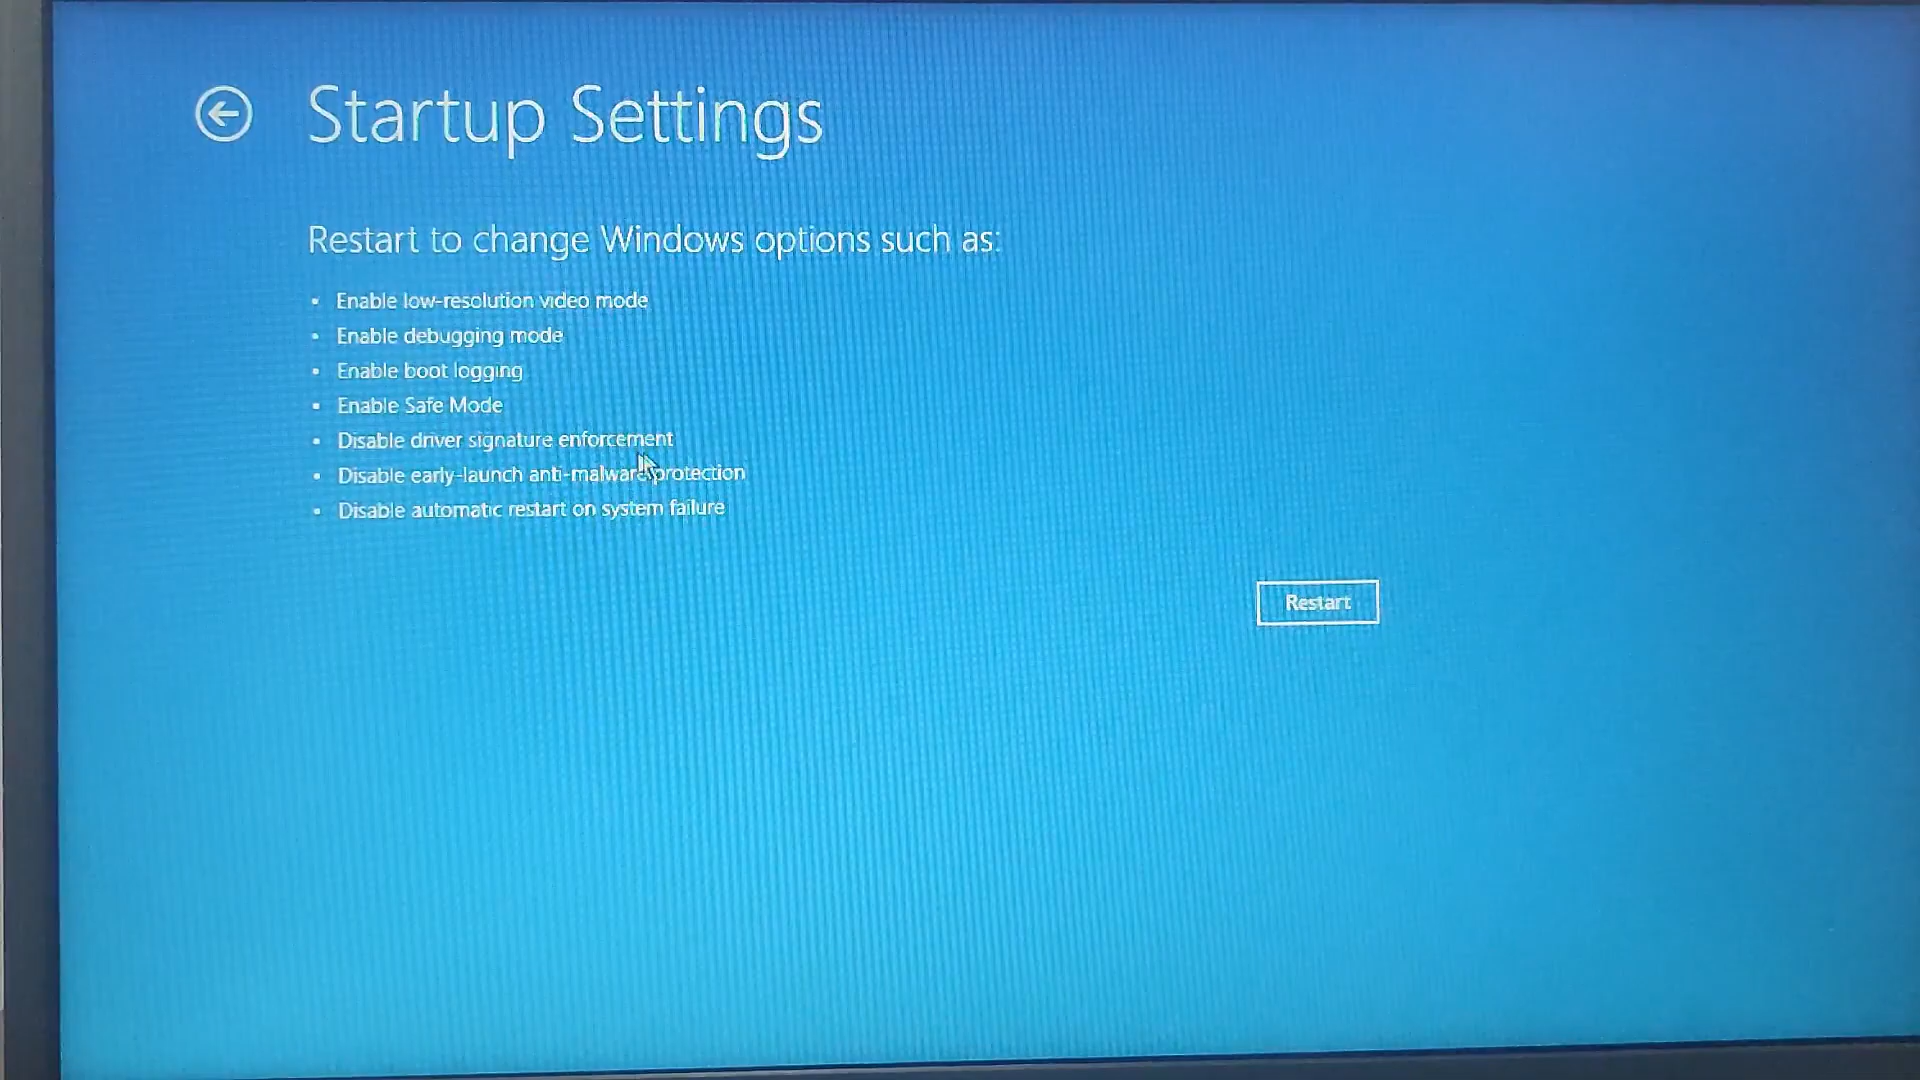 Startup Settings
Restart to change Windows options such as:
• Enable low-resolution video mode
• Enable debugging mode
• Enable boot logging
• Enable Safe Mode
• Disable driver signature enforcement
• Disable early-launch anti-malware protection
• Disable automatic restart on system failure
Restart